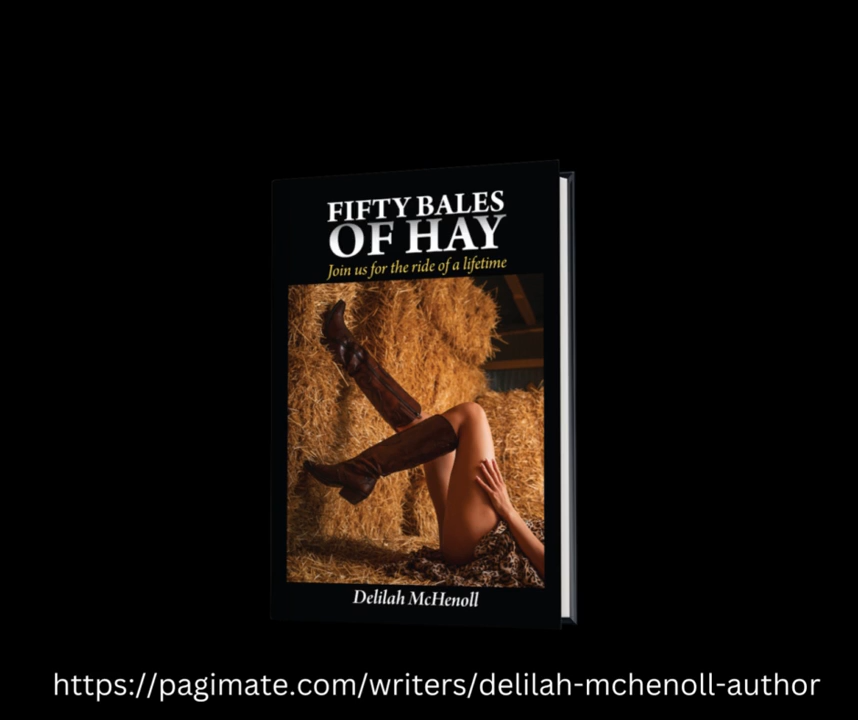 FIFTY BALES
OF HAY
Join us for the ride of a lifetime
Delilah McHenoll
https://pagimate.com/writers/delilah-mchenoll-author